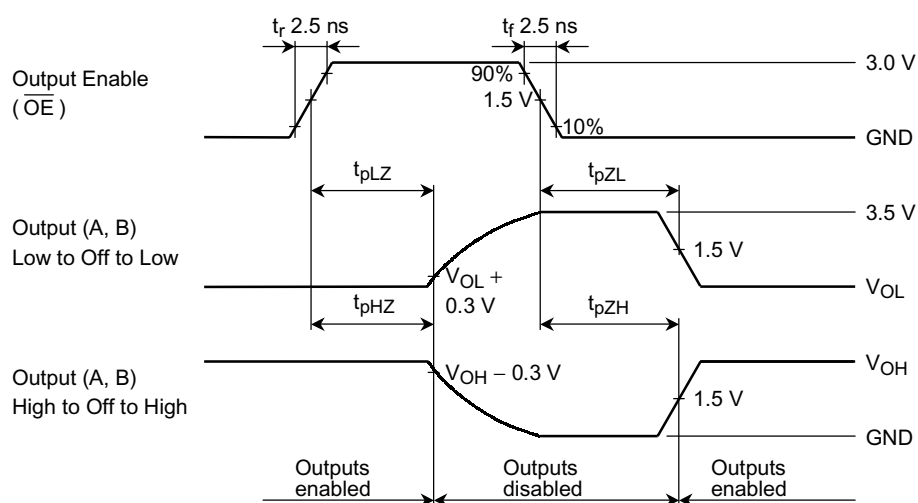 tr 2.5 ns
tf 2.5 ns
Output Enable
( OE )
90%
1.5 V
10%
3.0 V
GND
tpLZ
tpZL
Output (A, B)
Low to Off to Low
3.5 V
1.5 V
VOL +
0.3 V
VOL
tpHZ
tpZH
Output (A, B)
High to Off to High
VOH − 0.3 V
VOH
1.5 V
GND
Outputs
enabled
Outputs
disabled
Outputs
enabled